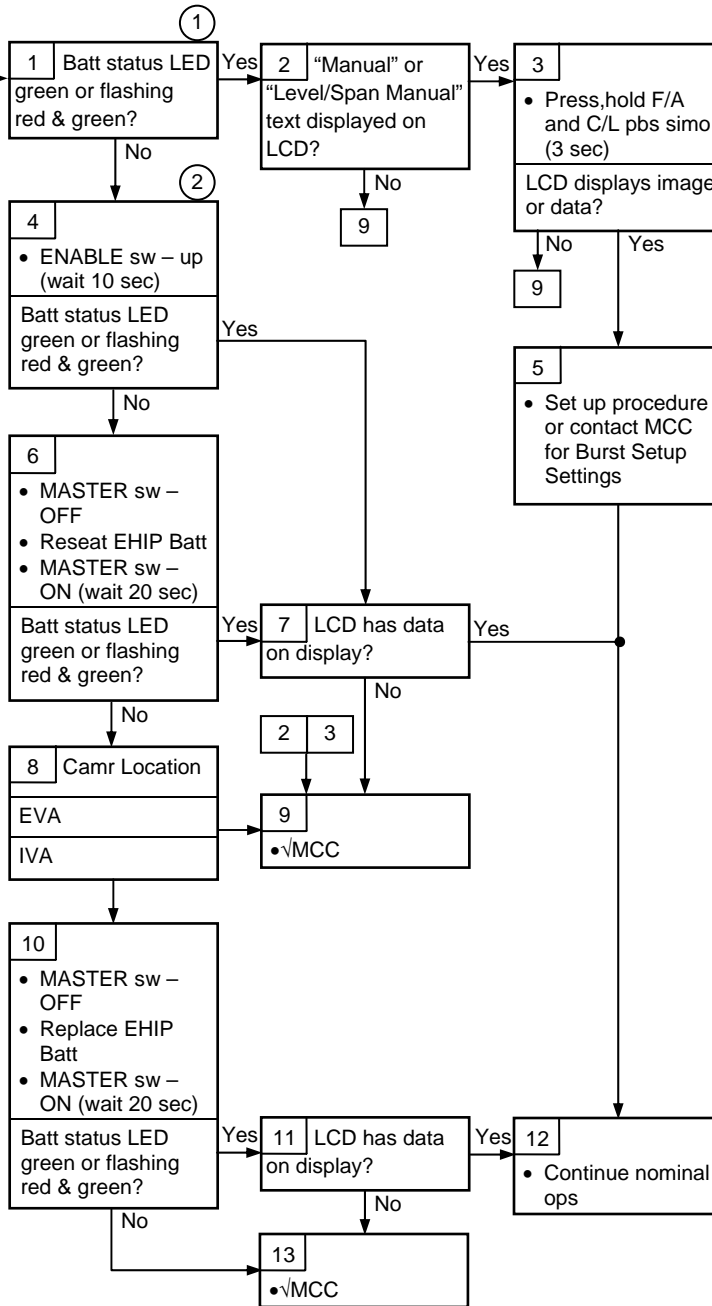 1
1 Batt status LED
green or flashing
red & green?
Yes
No
2 “Manual” or
“Level/Span Manual”
text displayed on
LCD?
Yes
No
9
3
• Press,hold F/A
and C/L pbs simo
(3 sec)
LCD displays image
or data?
No
Yes
9
2
4
• ENABLE sw – up
(wait 10 sec)
Batt status LED
green or flashing
red & green?
Yes
No
5
• Set up procedure
or contact MCC
for Burst Setup
Settings
6
• MASTER sw –
OFF
• Reseat EHIP Batt
• MASTER sw –
ON (wait 20 sec)
Batt status LED
green or flashing
red & green?
Yes
No
7 LCD has data
on display?
Yes
No
2 3
8 Camr Location
EVA
IVA
9
•√MCC
10
• MASTER sw –
OFF
• Replace EHIP
Batt
• MASTER sw –
ON (wait 20 sec)
Batt status LED
green or flashing
red & green?
Yes
No
11 LCD has data
on display?
Yes
No
12
• Continue nominal
ops
13
•√MCC